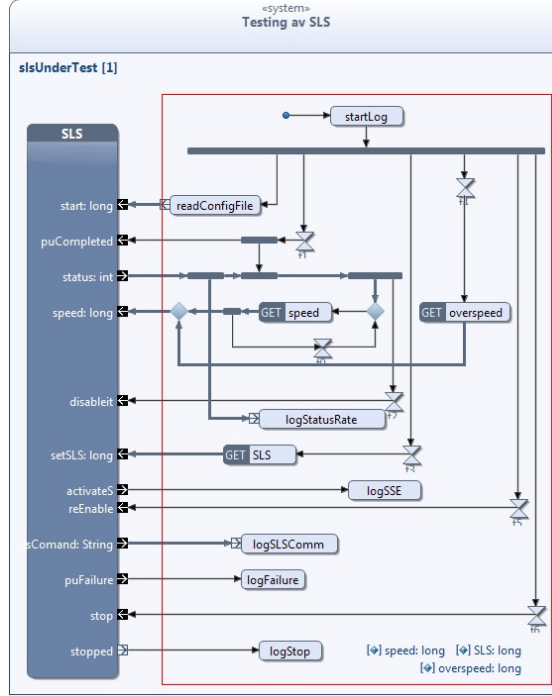 «system»
Testing av SLS
slsUnderTest [1]
SLS
startLog
start: long
readConfigFile
puCompleted
status: int
speed: long
GET speed
GET overspeed
disableit
logStatusRate
setSLS: long
GET SLS
activateS
logSSE
reEnable
sComand: String
logSLSComm
puFailure
logFailure
stop
stopped
logStop
[ ] speed: long [ ] SLS: long
[ ] overspeed: long